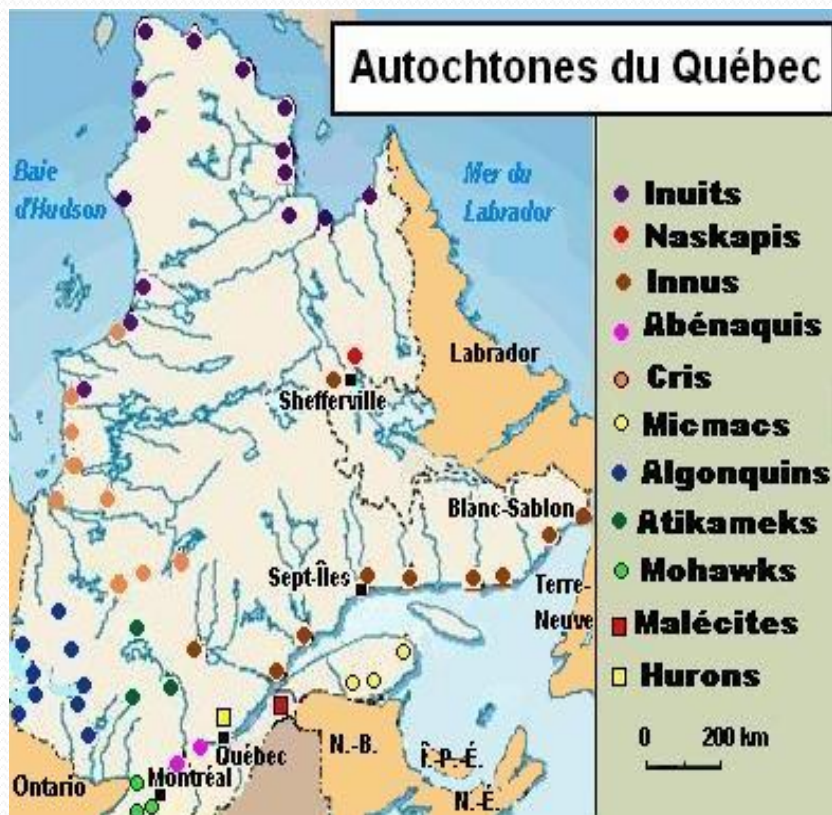 Autochtones du Québec
Baie
d'Hudson
Mer du
Labrador
Labrador
Shefferville
Blanc-Sablon
Sept-Îles
Terre-
Neuve
Québec
Montréal
Ontario
N.-B.
Î.-P.-É.
N.-É.
Inuits
Naskapis
Innus
Abénaquis
Cris
Micmacs
Algonquins
Atikameks
Mohawks
Malécites
Hurons
0 200 km